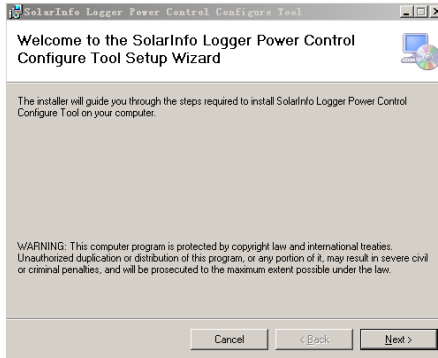 SolarInfo Logger Power Control Configure Tool
Welcome to the SolarInfo Logger Power Control
Configure Tool Setup Wizard
The installer will guide you through the steps required to install SolarInfo Logger Power Control
Configure Tool on your computer.
WARNING: This computer program is protected by copyright law and international treaties.
Unauthorized duplication or distribution of this program, or any portion of it, may result in severe civil
or criminal penalties, and will be prosecuted to the maximum extent possible under the law.
Cancel
< Back
Next >